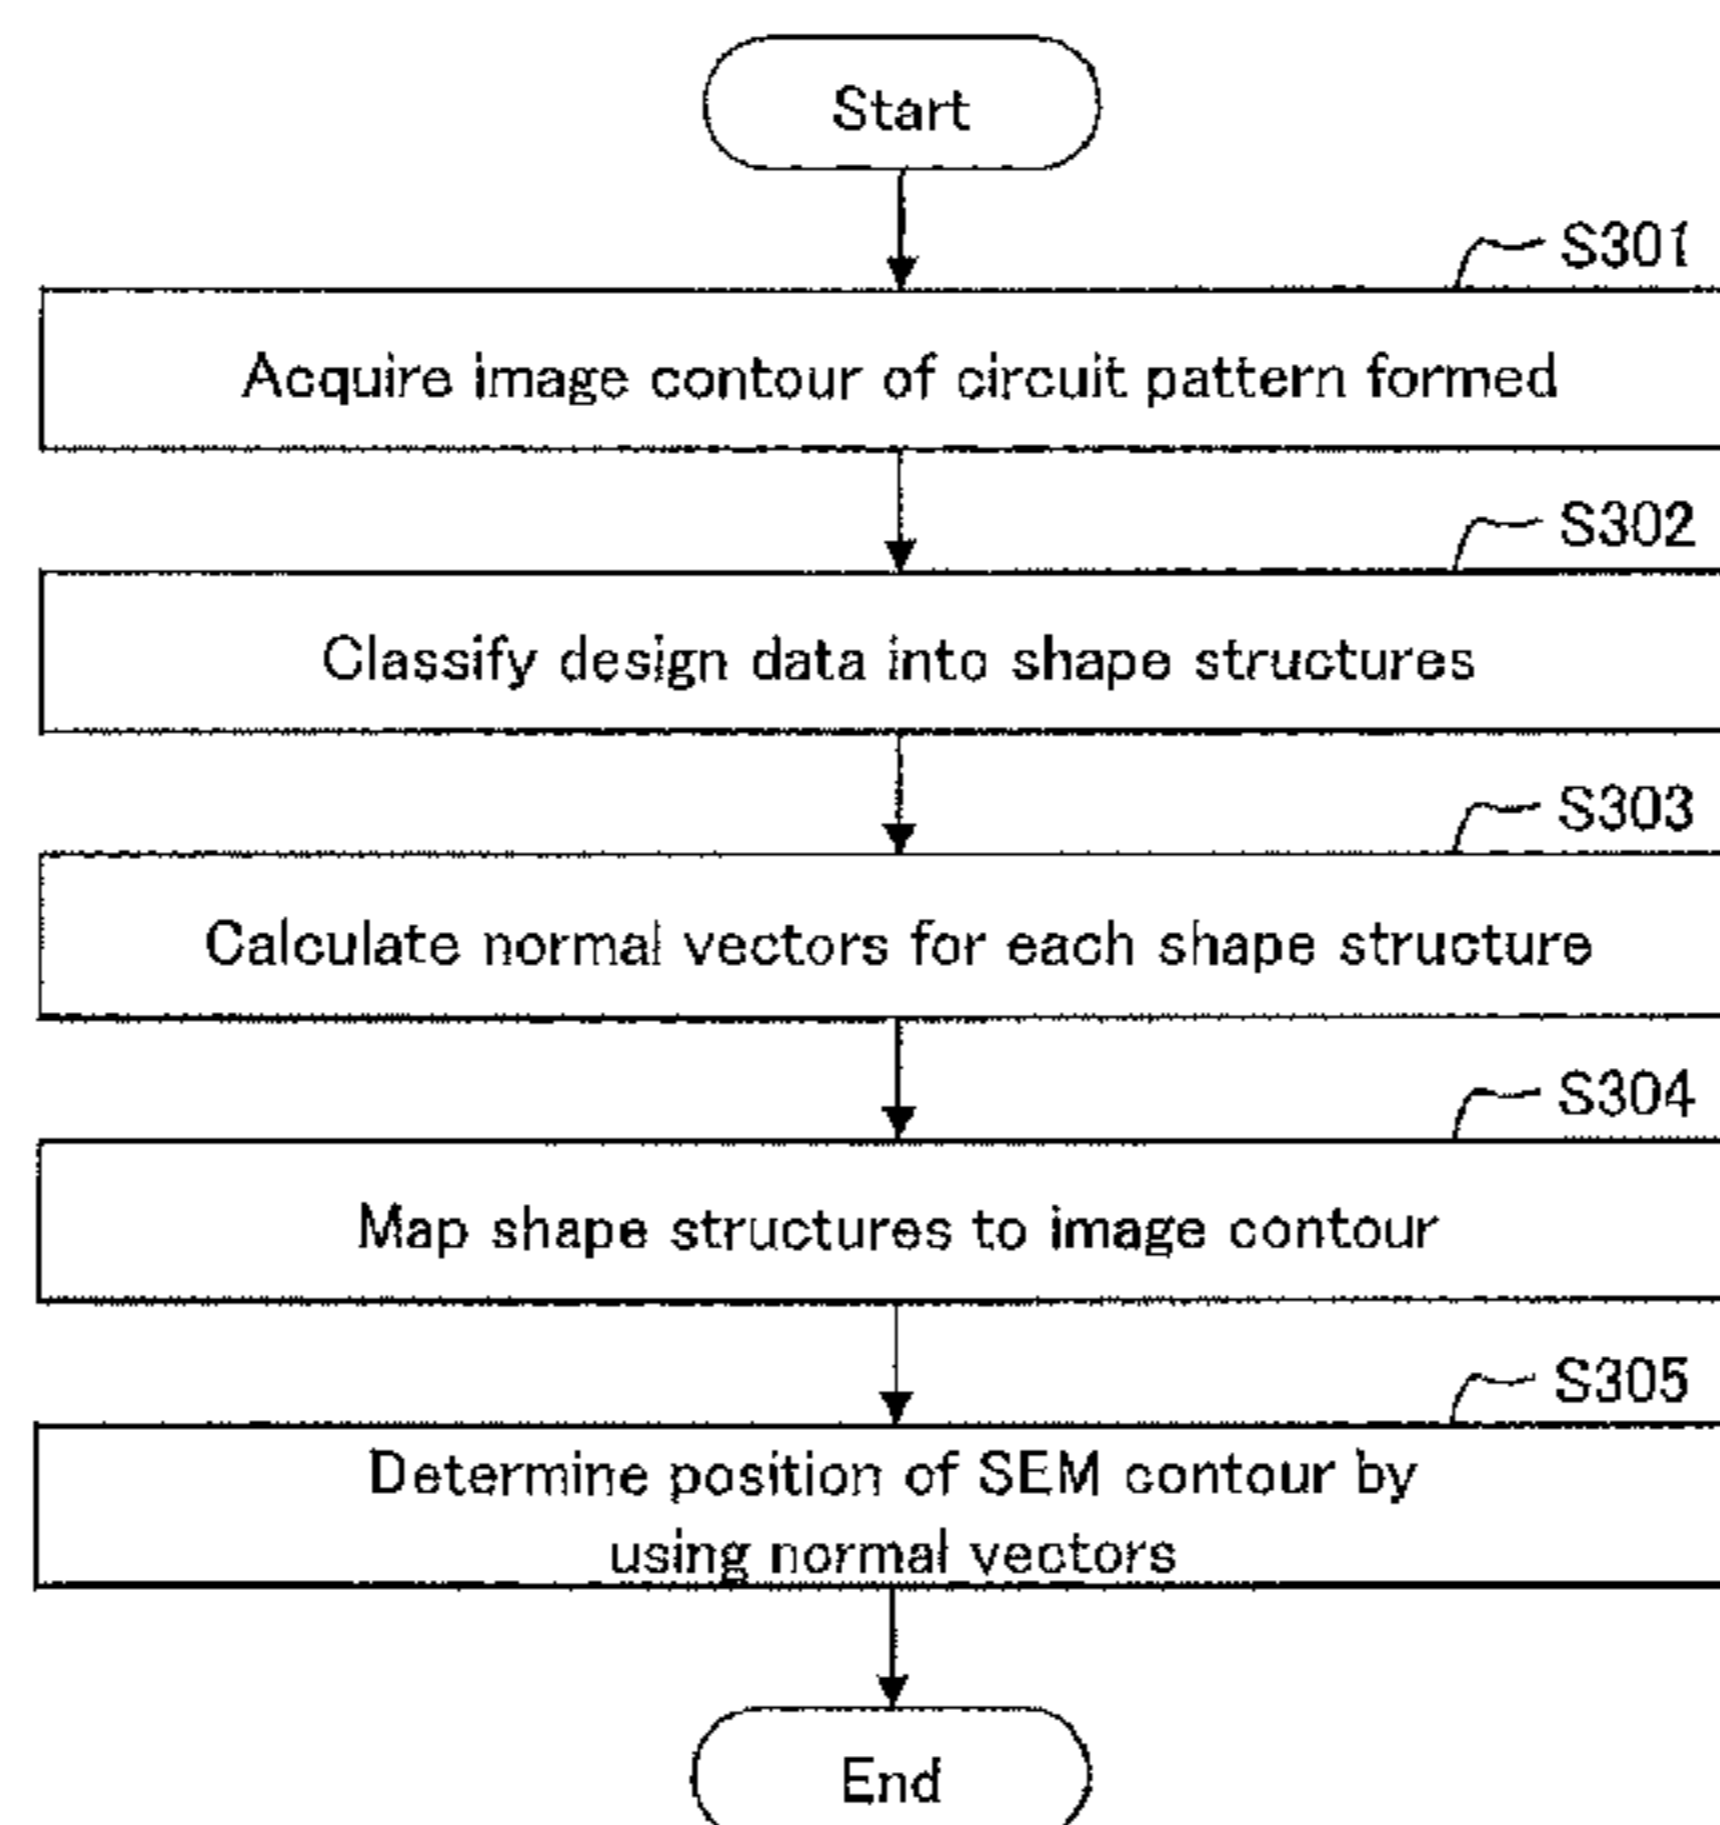 Start
S301
Acquire image contour of circuit pattern formed
S302
Classify design data into shape structures
S303
Calculate normal vectors for each shape structure
S304
Map shape structures to image contour
S305
Determine position of SEM contour by
using normal vectors
End